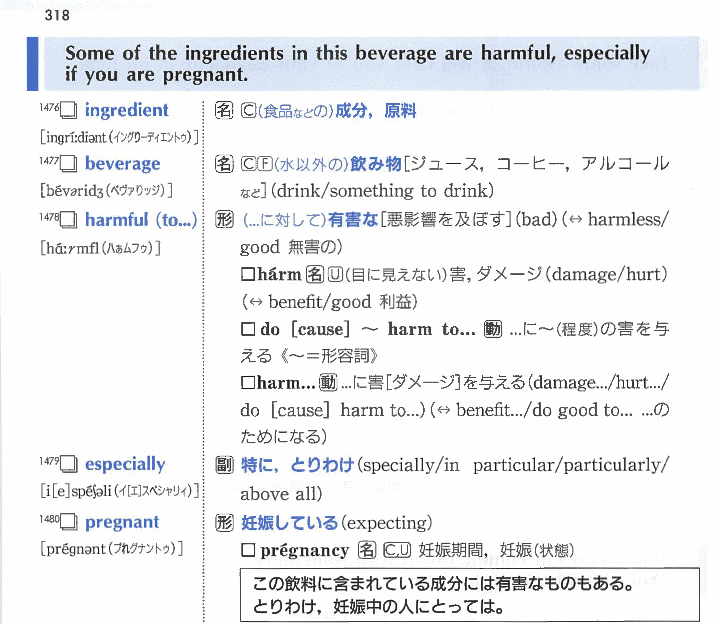 318
Some of the ingredients in this beverage are harmful, especially
if you are pregnant.
1476□ ingredient
[ingríːdiənt(イングりーディエントゥ)]
名 C(食品などの)成分，原料
1477□ beverage
[bévəridʒ(ベヴァりッヂ)]
名 CF(水以外の)飲み物[ジュース，コーヒー，アルコール
など](drink/something to drink)
1478□ harmful (to...)
[háːrmfl(ハぁムフゥ)]
形 (...に対して)有害な[悪影響を及ぼす](bad)(↔ harmless/
good 無害の)
□hárm 名 U(目に見えない)害，ダメージ(damage/hurt)
(↔ benefit/good 利益)
□ do [cause] ～ harm to... 動 ...に～(程度)の害を与
える《～＝形容詞》
□harm... 動 ...に害[ダメージ]を与える(damage.../hurt.../
do [cause] harm to...)(↔ benefit.../do good to... ...の
ためになる)
1479□ especially
[i[e]spéʃəli(イ[エ]スペシャリィ)]
副 特に，とりわけ(specially/in particular/particularly/
above all)
1480□ pregnant
[prégnənt(プれグナントゥ)]
形 妊娠している(expecting)
□ prégnancy 名 C,U 妊娠期間，妊娠(状態)
この飲料に含まれている成分には有害なものもある。
とりわけ，妊娠中の人にとっては。